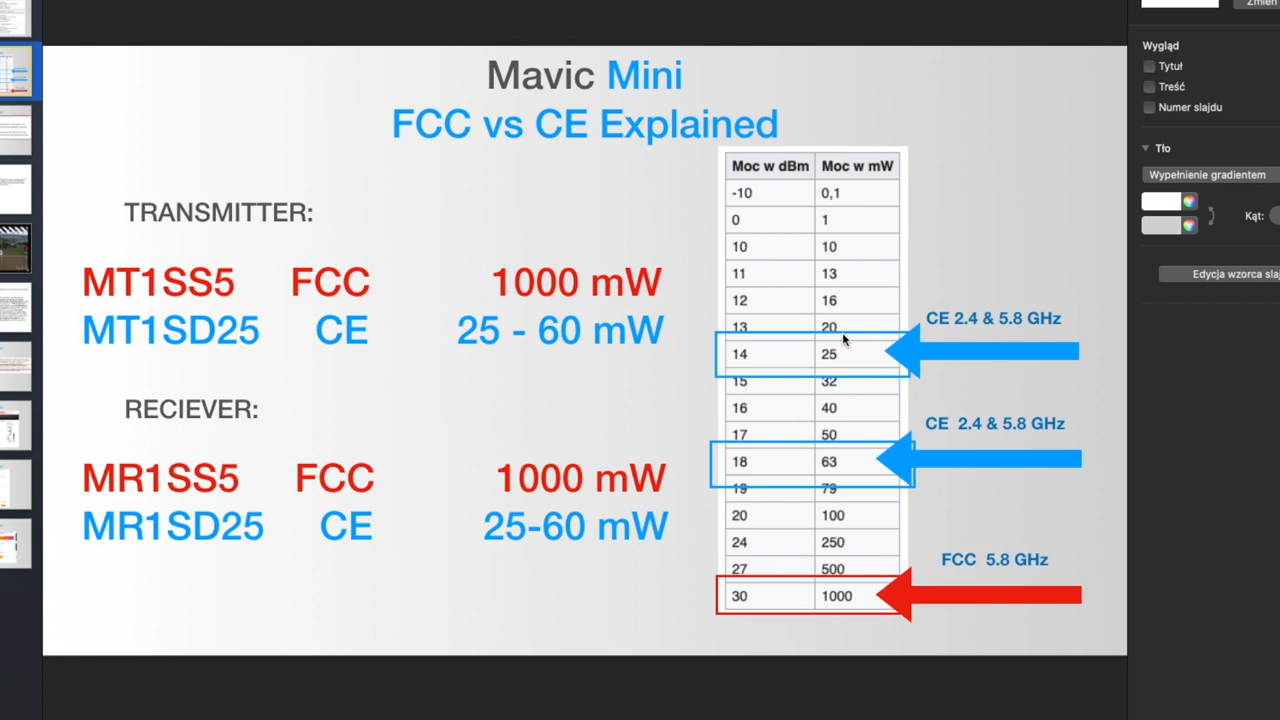 Mavic Mini
FCC vs CE Explained
TRANSMITTER:
MT1SS5 FCC 1000 mW
MT1SD25 CE 25 - 60 mW
RECIEVER:
MR1SS5 FCC 1000 mW
MR1SD25 CE 25-60 mW
Moc w dBm Moc w mW
-10 0,1
0 1
10 10
11 13
12 16
13 20
14 25
15 32
16 40
17 50
18 63
19 79
20 100
24 250
27 500
30 1000
CE 2.4 & 5.8 GHz
CE 2.4 & 5.8 GHz
FCC 5.8 GHz
Zmień
Wygląd
Tytuł
Treść
Numer slajdu
Tło
Wypełnienie gradientem
Kąt:
Edycja wzorca slaj